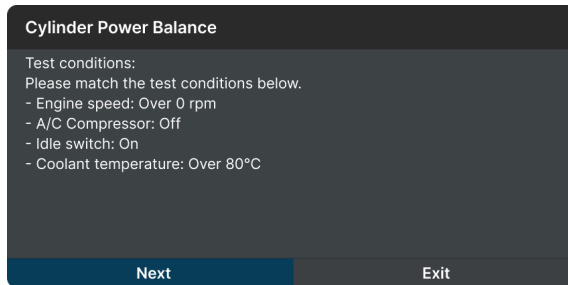 Cylinder Power Balance
Test conditions:
Please match the test conditions below.
- Engine speed: Over 0 rpm
- A/C Compressor: Off
- Idle switch: On
- Coolant temperature: Over 80°C
Next
Exit